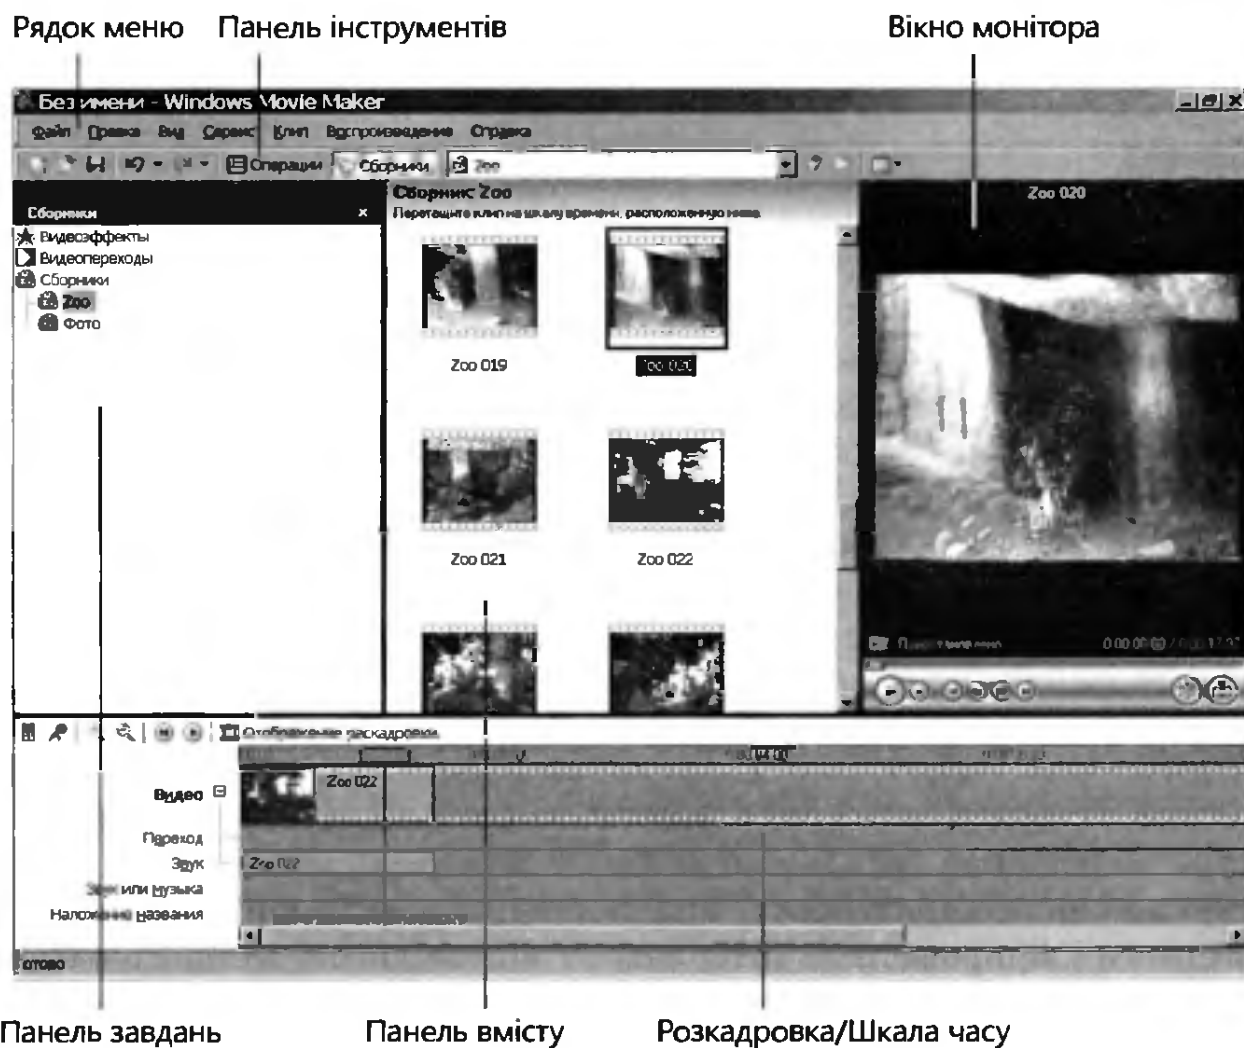 Рядок меню Панель інструментів Вікно монітора
Без имени - Windows Movie Maker
Файл Правка Вид Сервис Клип Воспроизведение Справка
Операции Сборники Zoo
Сборники
Сборник: Zoo
Перетащите клип на шкалу времени, расположенную ниже.
Zoo 020
Видеоэффекты
Видеопереходы
Сборники
Zoo
Фото
Zoo 019
Zoo 020
Zoo 021
Zoo 022
Отображение раскадровки
Видео
Zoo 022
Переход
Звук
Zoo 022
Звук или музыка
Наложение названия
отово
Панель завдань Панель вмісту Розкадровка/Шкала часу